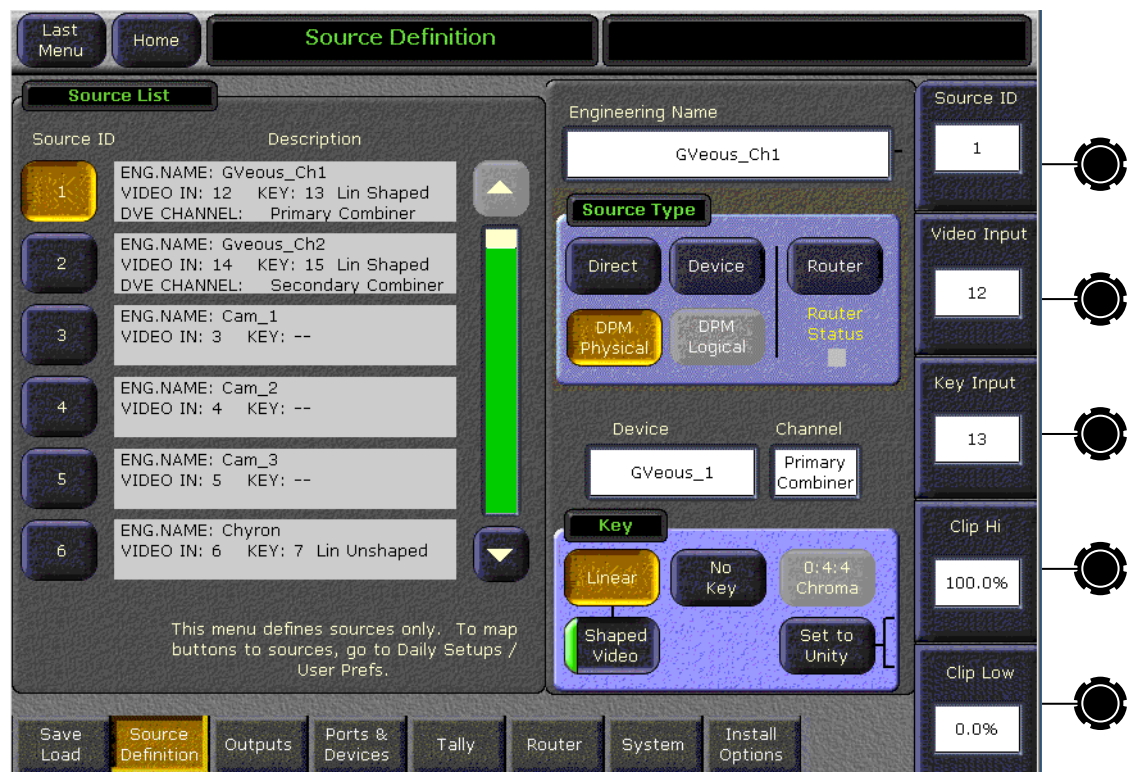 Last
Menu
Home
Source Definition
Source List
Source ID
Description
1
ENG.NAME: GVeous_Ch1
VIDEO IN: 12 KEY: 13 Lin Shaped
DVE CHANNEL: Primary Combiner
2
ENG.NAME: Gveous_Ch2
VIDEO IN: 14 KEY: 15 Lin Shaped
DVE CHANNEL: Secondary Combiner
3
ENG.NAME: Cam_1
VIDEO IN: 3 KEY: --
4
ENG.NAME: Cam_2
VIDEO IN: 4 KEY: --
5
ENG.NAME: Cam_3
VIDEO IN: 5 KEY: --
6
ENG.NAME: Chyron
VIDEO IN: 6 KEY: 7 Lin Unshaped
This menu defines sources only. To map
buttons to sources, go to Daily Setups /
User Prefs.
Engineering Name
GVeous_Ch1
Source Type
Direct
Device
Router
DPM
Physical
DPM
Logical
Router
Status
Device
Channel
GVeous_1
Primary
Combiner
Key
Linear
No
Key
0:4:4
Chroma
Shaped
Video
Set to
Unity
Source ID
1
Video Input
12
Key Input
13
Clip Hi
100.0%
Clip Low
0.0%
Save
Load
Source
Definition
Outputs
Ports &
Devices
Tally
Router
System
Install
Options